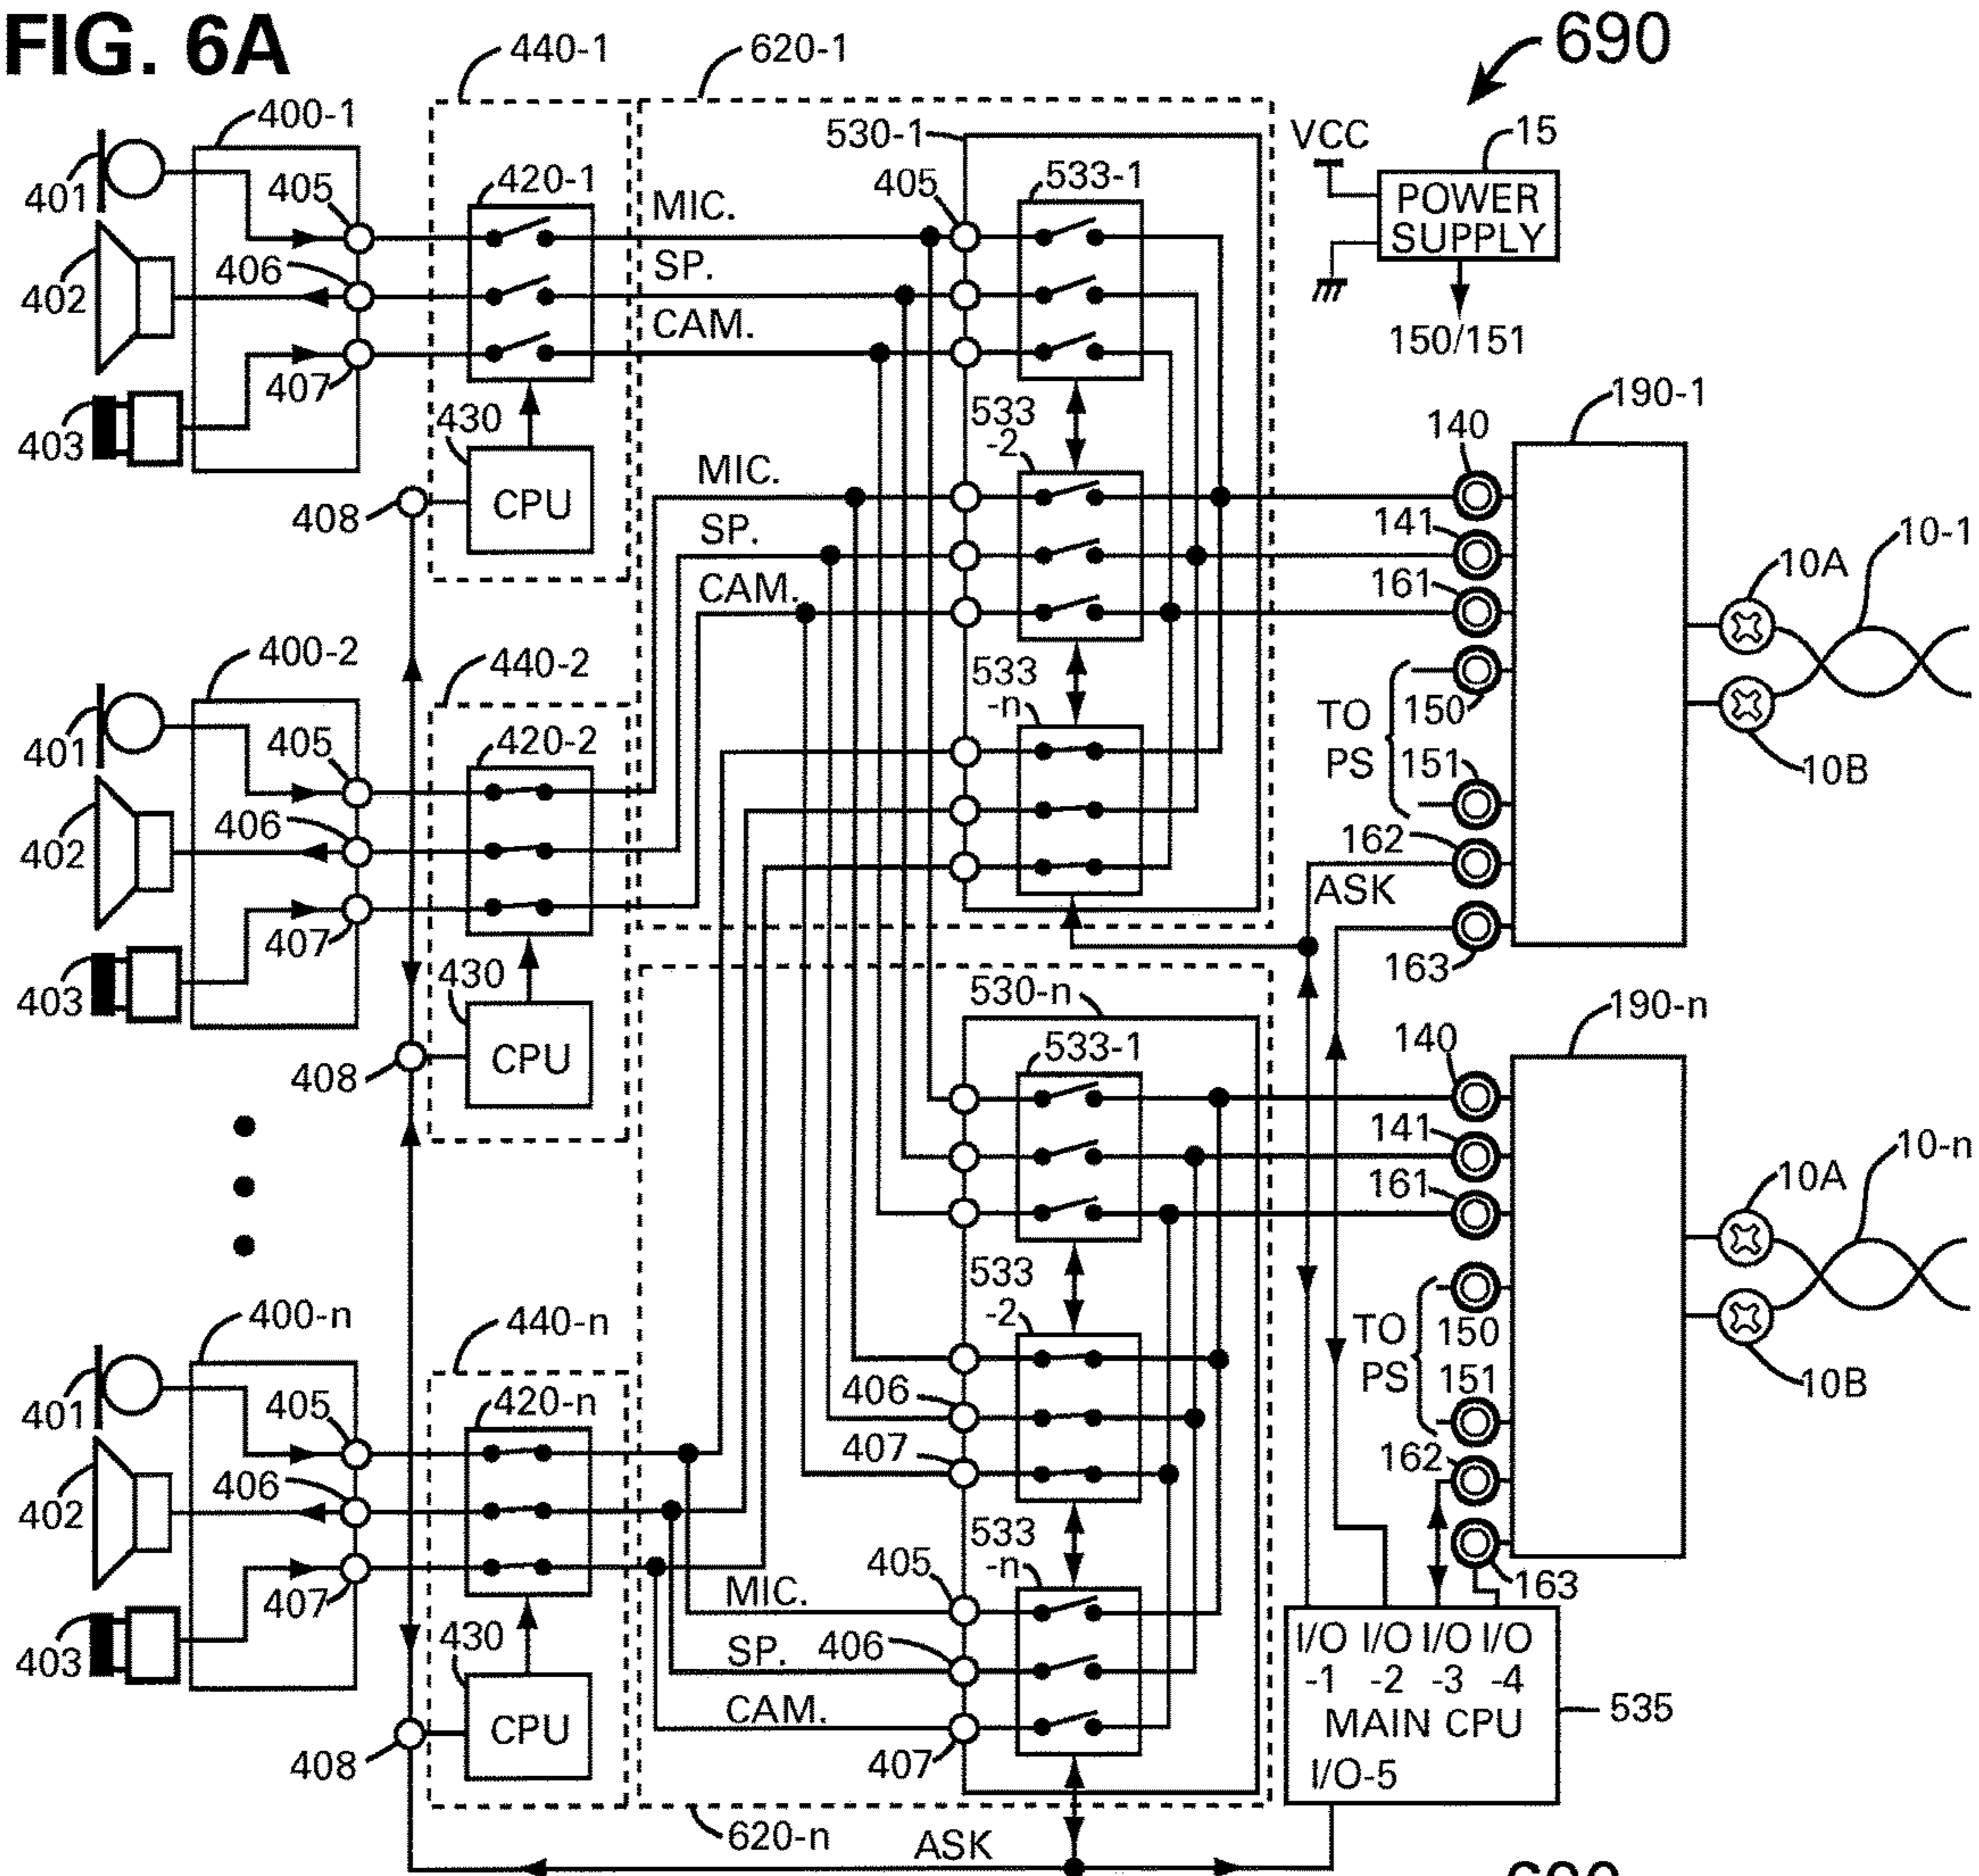 FIG. 6A
440-1
620-1
690
400-1
530-1
VCC
15
401
405
420-1
MIC.
405
533-1
POWER
SUPPLY
SP.
406
402
CAM.
150/151
407
403
430
533
-2
190-1
140
MIC.
CPU
408
SP.
141
10-1
10A
CAM.
161
400-2
440-2
533
-n
TO
PS
150
401
405
420-2
151
10B
406
402
162
ASK
407
403
430
163
530-n
190-n
CPU
408
533-1
140
141
10-n
10A
161
533
-2
400-n
440-n
TO
PS
150
401
405
420-n
406
151
10B
407
162
406
402
533
-n
405
407
MIC.
163
403
430
SP.
406
I/O I/O I/O I/O
-1 -2 -3 -4
CPU
CAM.
MAIN CPU
535
408
407
I/O-5
620-n
ASK